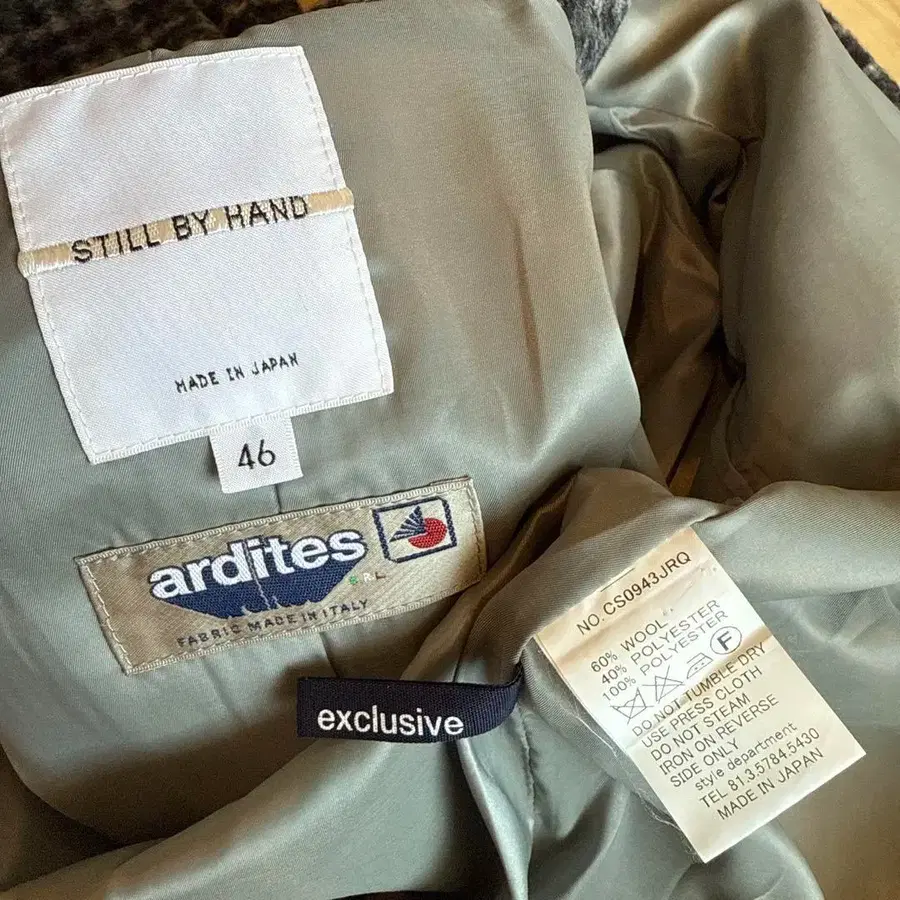 STILL BY HAND
MADE IN JAPAN
46
ardites
S.R.L.
FABRIC MADE IN ITALY
exclusive
NO. CS0943JRQ
60% WOOL
40% POLYESTER
100% POLYESTER
F
DO NOT TUMBLE DRY
USE PRESS CLOTH
DO NOT STEAM
IRON ON REVERSE
SIDE ONLY
style department
TEL 81.3.5784.5430
MADE IN JAPAN